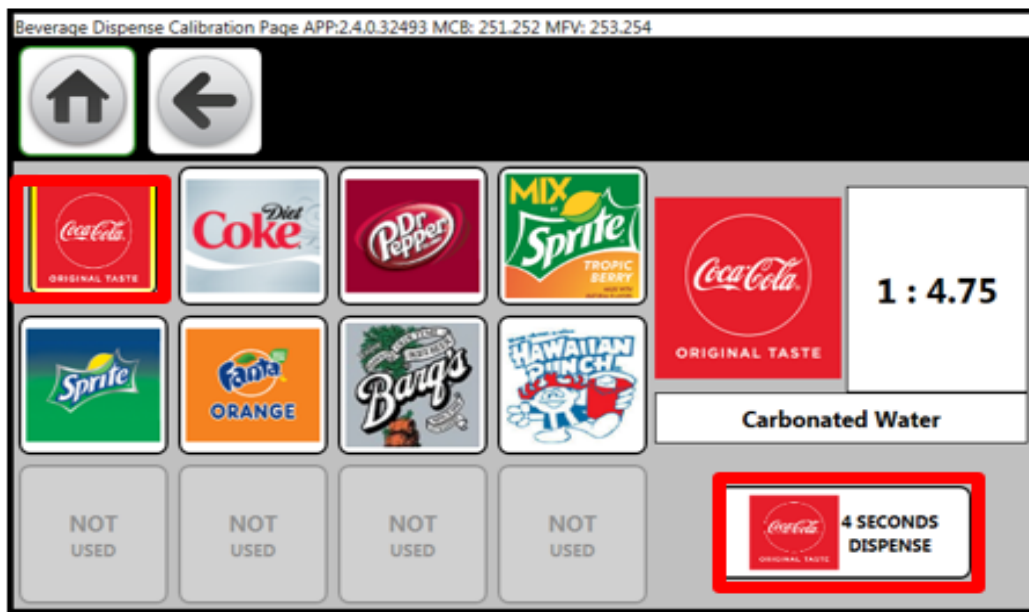 Beverage Dispense Calibration Page APP:2.4.0.32493 MCB: 251.252 MFV: 253.254
Coca-Cola
ORIGINAL TASTE
Diet
Coke
Dr
Pepper
MIX
BY
Sprite
TROPIC
BERRY
Coca-Cola
ORIGINAL TASTE
1 : 4.75
Sprite
Fanta
ORANGE
Barq's
HAWAIIAN
PUNCH
Carbonated Water
NOT
USED
NOT
USED
NOT
USED
NOT
USED
Coca-Cola
ORIGINAL TASTE
4 SECONDS
DISPENSE